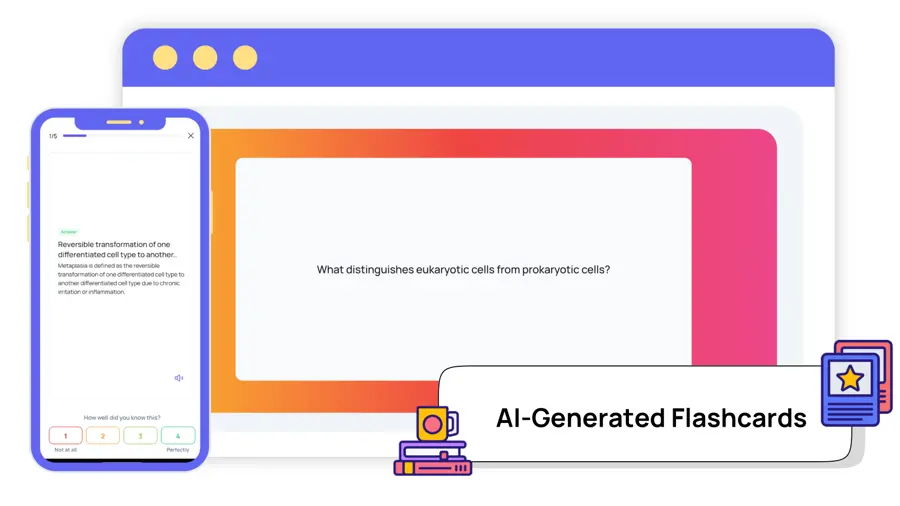 1/5
Answer
Reversible transformation of one
differentiated cell type to another..
Metaplasia is defined as the reversible
transformation of one differentiated cell type to
another differentiated cell type due to chronic
irritation or inflammation.
How well did you know this?
1 2 3 4
Not at all Perfectly
What distinguishes eukaryotic cells from prokaryotic cells?
AI-Generated Flashcards